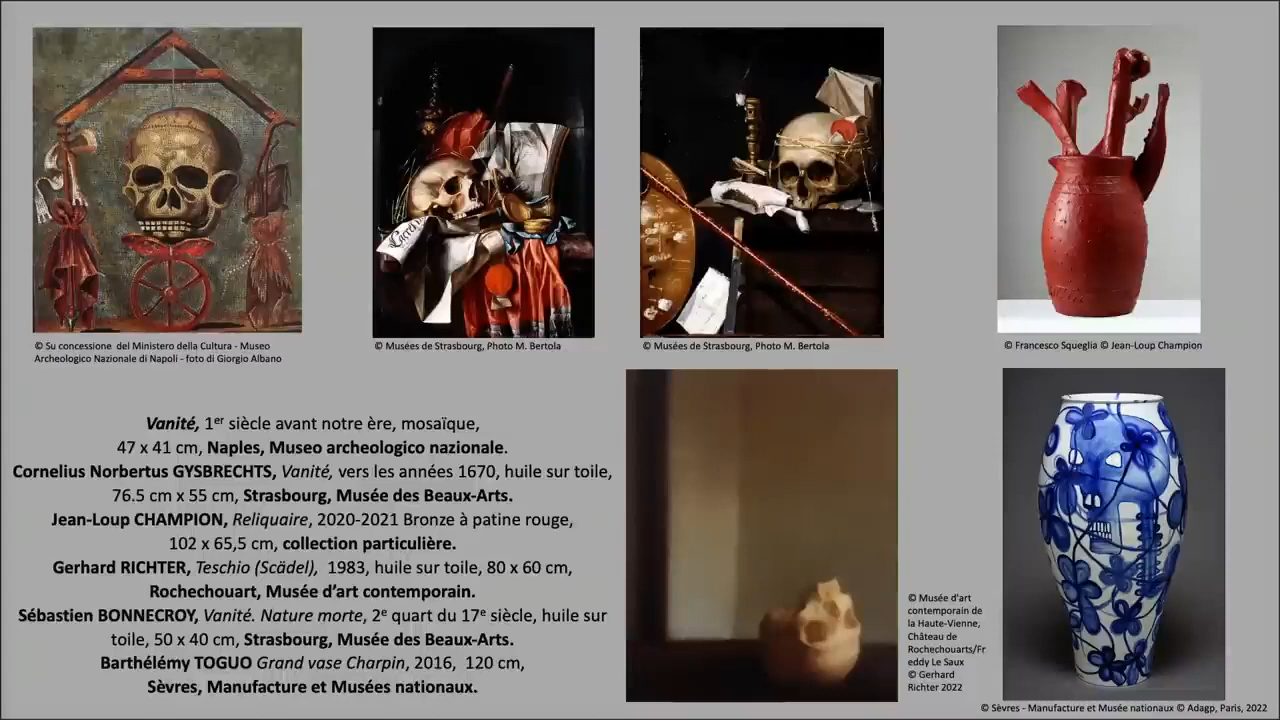 © Su concessione del Ministero della Cultura - Museo
Archeologico Nazionale di Napoli - foto di Giorgio Albano
© Musées de Strasbourg, Photo M. Bertola
© Musées de Strasbourg, Photo M. Bertola
© Francesco Squeglia © Jean-Loup Champion
Vanité, 1er siècle avant notre ère, mosaïque,
47 x 41 cm, Naples, Museo archeologico nazionale.
Cornelius Norbertus GYSBRECHTS, Vanité, vers les années 1670, huile sur toile,
76.5 cm x 55 cm, Strasbourg, Musée des Beaux-Arts.
Jean-Loup CHAMPION, Reliquaire, 2020-2021 Bronze à patine rouge,
102 x 65,5 cm, collection particulière.
Gerhard RICHTER, Teschio (Scädel), 1983, huile sur toile, 80 x 60 cm,
Rochechouart, Musée d'art contemporain.
Sébastien BONNECROY, Vanité. Nature morte, 2e quart du 17e siècle, huile sur
toile, 50 x 40 cm, Strasbourg, Musée des Beaux-Arts.
Barthélémy TOGUO Grand vase Charpin, 2016, 120 cm,
Sèvres, Manufacture et Musées nationaux.
© Musée d'art
contemporain de
la Haute-Vienne,
Château de
Rochechouarts/Fr
eddy Le Saux
© Gerhard
Richter 2022
© Sèvres - Manufacture et Musée nationaux © Adagp, Paris, 2022